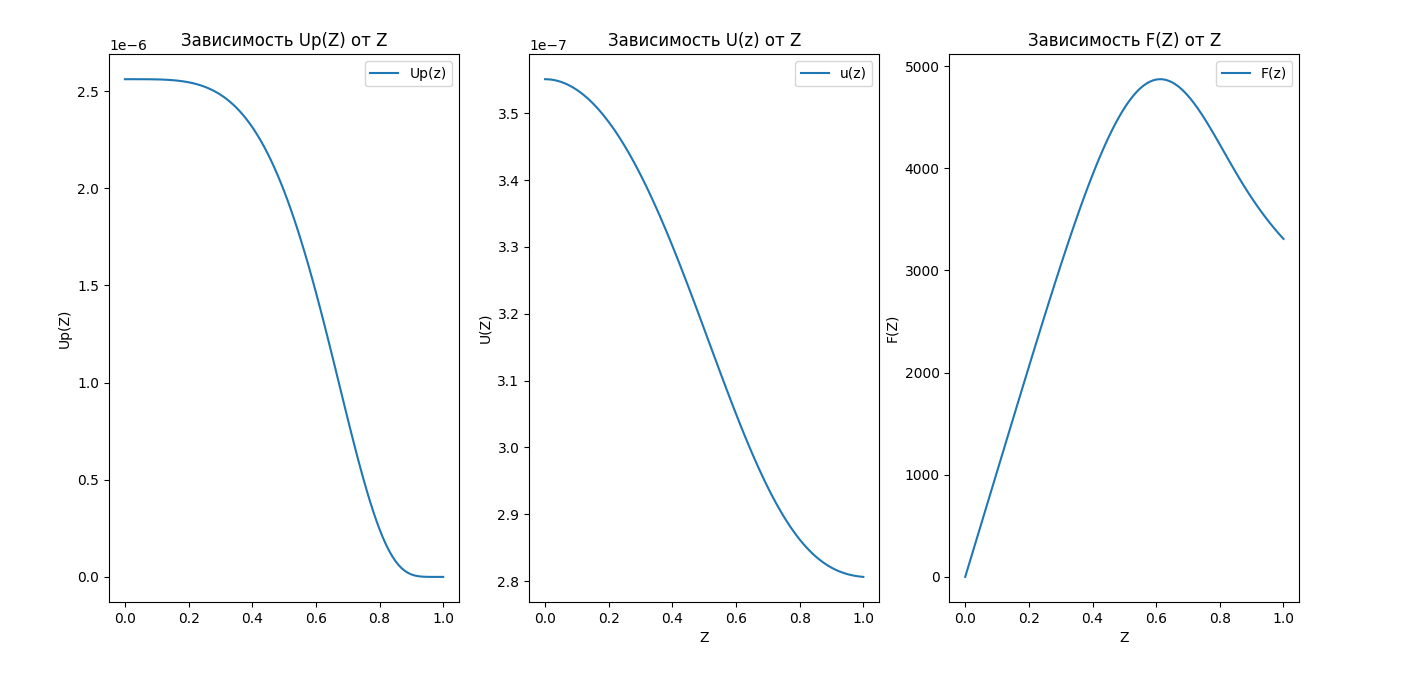 Зависимость Up(Z) от Z
1e−6
Up(z)
2.5
2.0
1.5
1.0
0.5
0.0
Up(Z)
0.0 0.2 0.4 0.6 0.8 1.0
Зависимость U(z) от Z
1e−7
u(z)
3.5
3.4
3.3
3.2
3.1
3.0
2.9
2.8
U(Z)
0.0 0.2 0.4 0.6 0.8 1.0
Z
Зависимость F(Z) от Z
F(z)
5000
4000
3000
2000
1000
0
F(Z)
0.0 0.2 0.4 0.6 0.8 1.0
Z